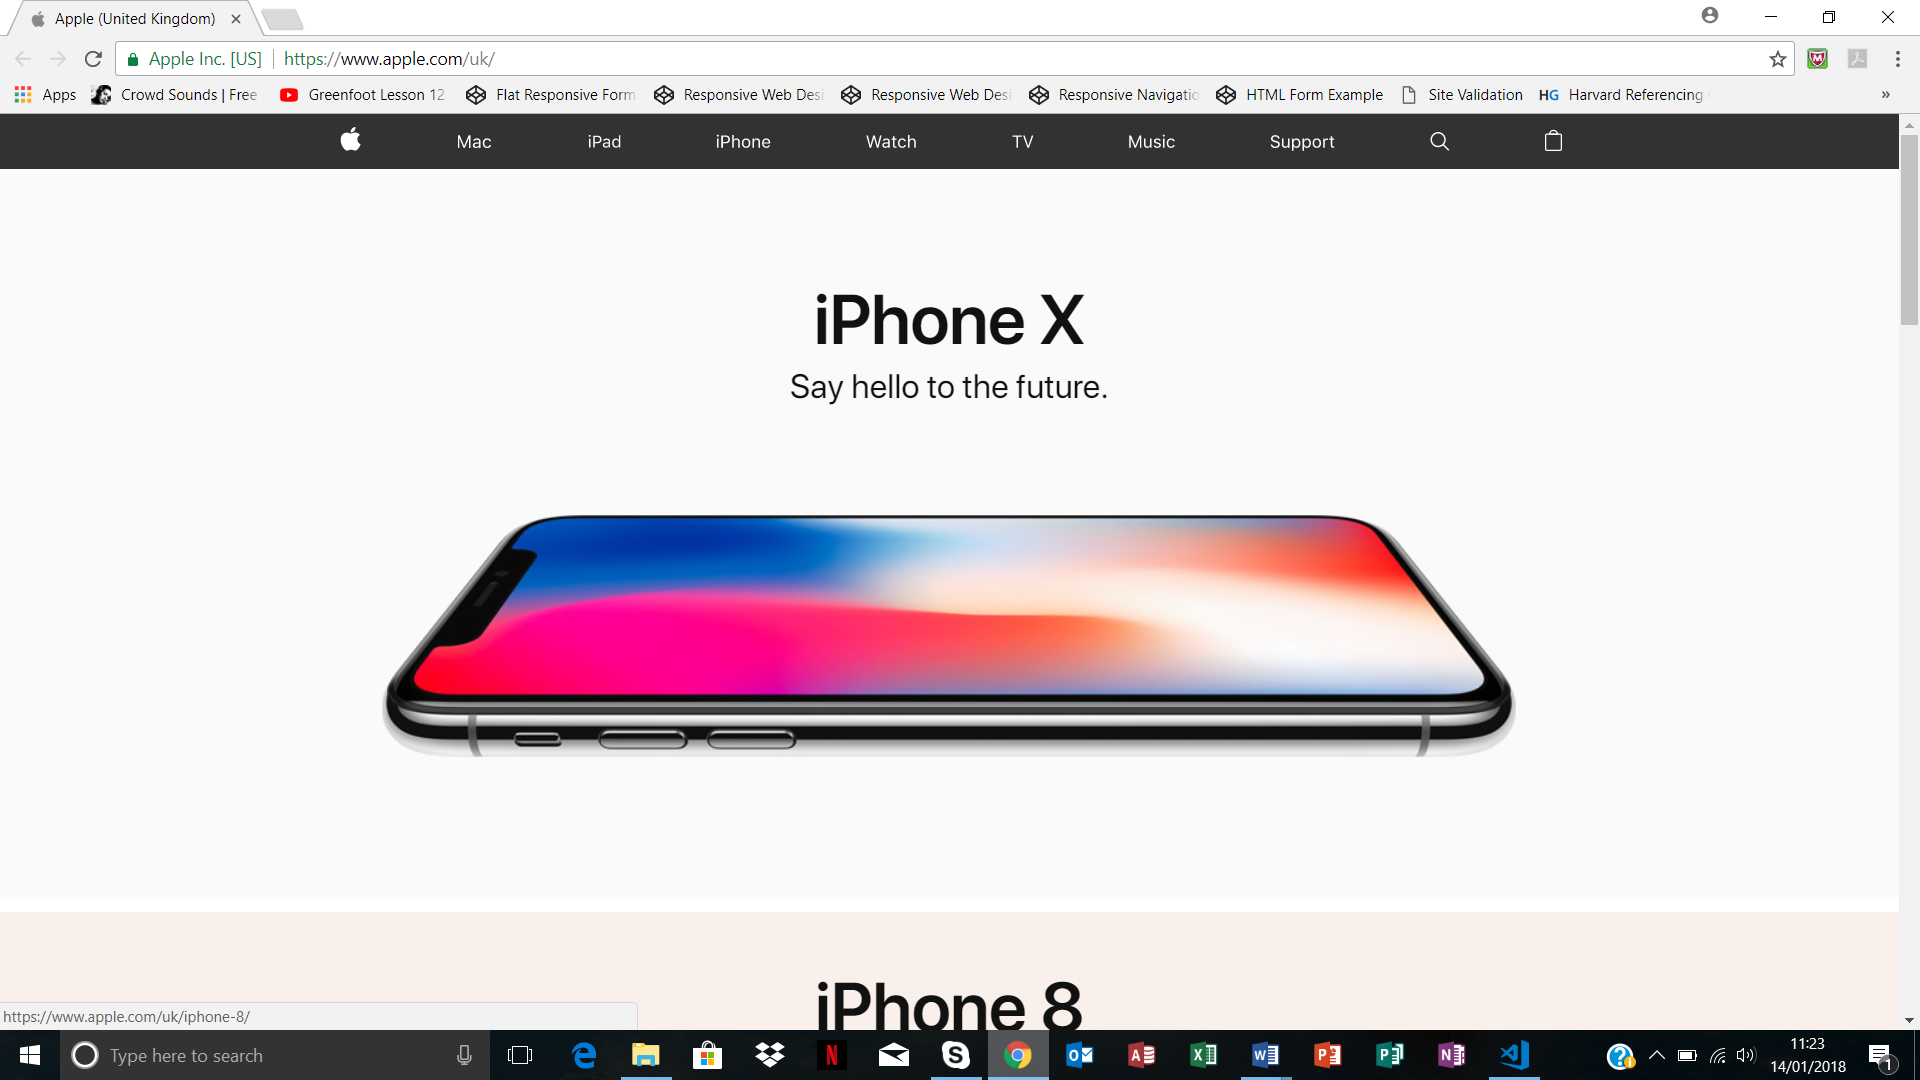 Apple (United Kingdom)
Apple Inc. [US] https://www.apple.com/uk/
Apps Crowd Sounds | Free Greenfoot Lesson 12 Flat Responsive Form Responsive Web Desi Responsive Web Desi Responsive Navigatio HTML Form Example Site Validation HG Harvard Referencing »
Mac iPad iPhone Watch TV Music Support
iPhone X
Say hello to the future.
iPhone 8
https://www.apple.com/uk/iphone-8/
Type here to search
11:23
14/01/2018
1